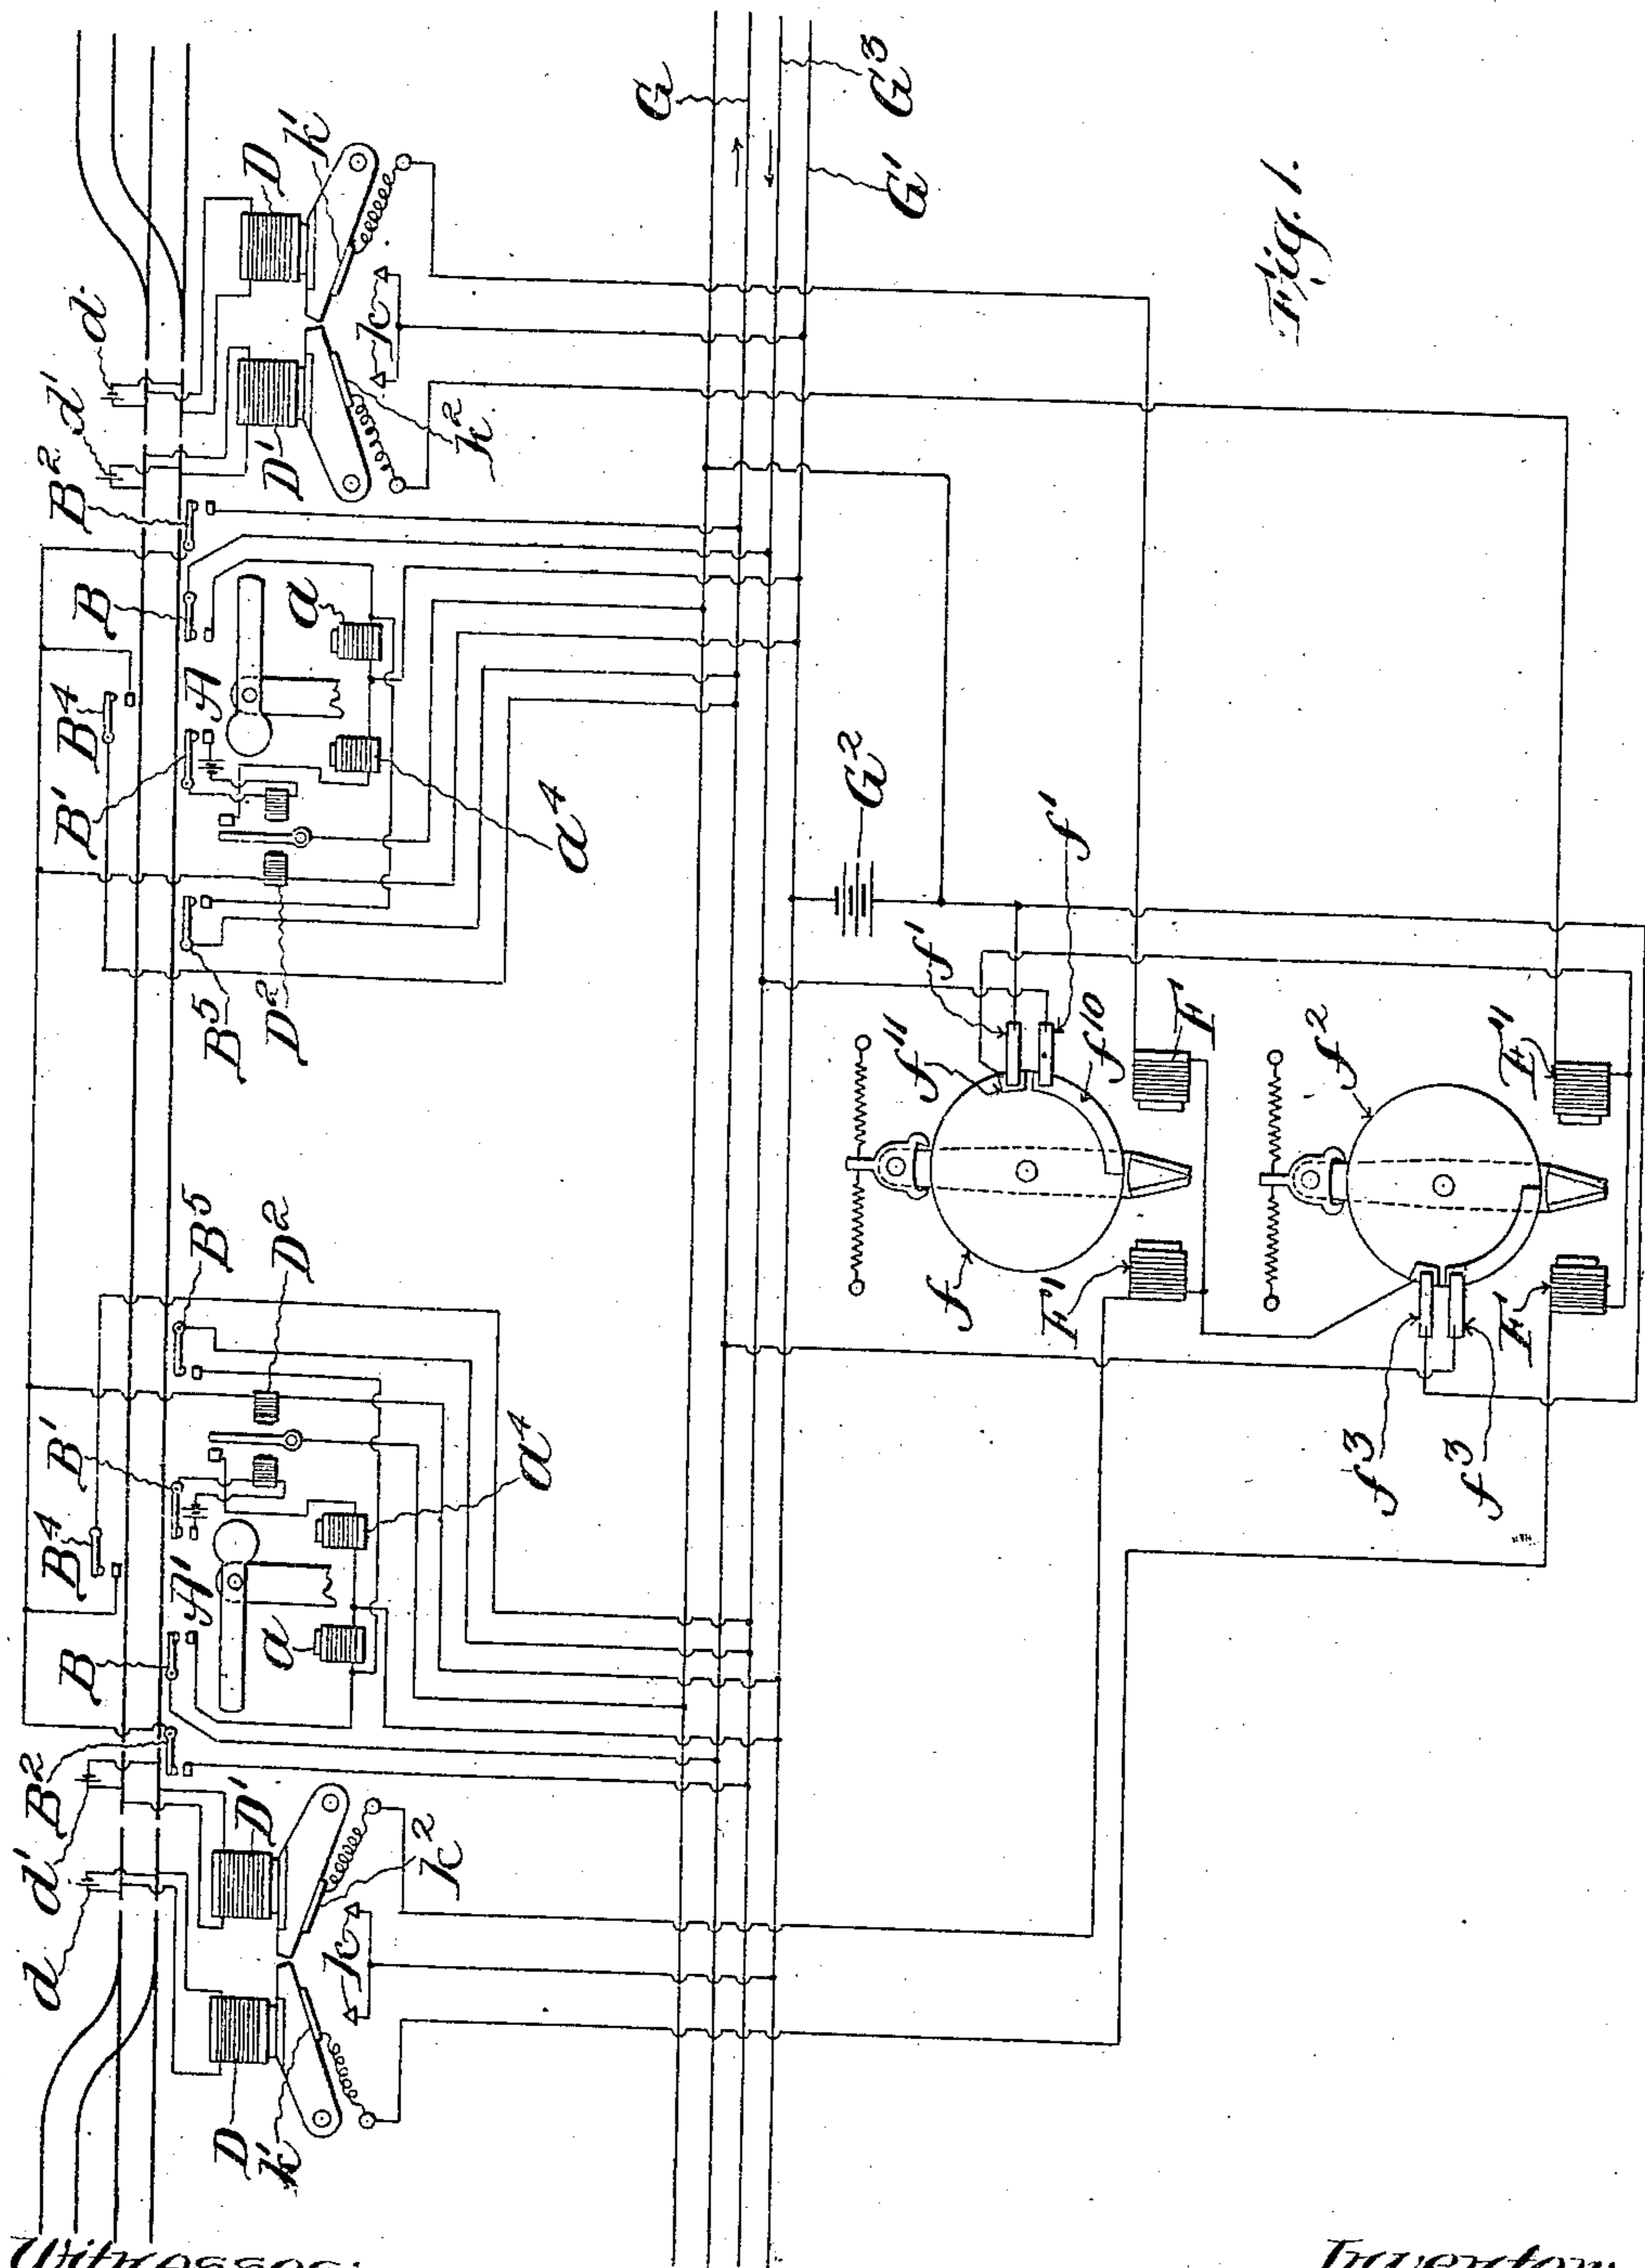 d
d'
B²
B
B⁴
B'
B⁵
D²
A
a
a⁴
D
D'
k'
k
k²
G
G³
G'
Fig. 1.
G²
f'
f'
f¹¹
f¹⁰
f
F
F'
f²
E'
E
f³
f³
B⁵
D²
B'
B⁴
A'
B
a
a⁴
B²
d'
d
D'
D
k²
k
k'
Witnesses:
Inventor: